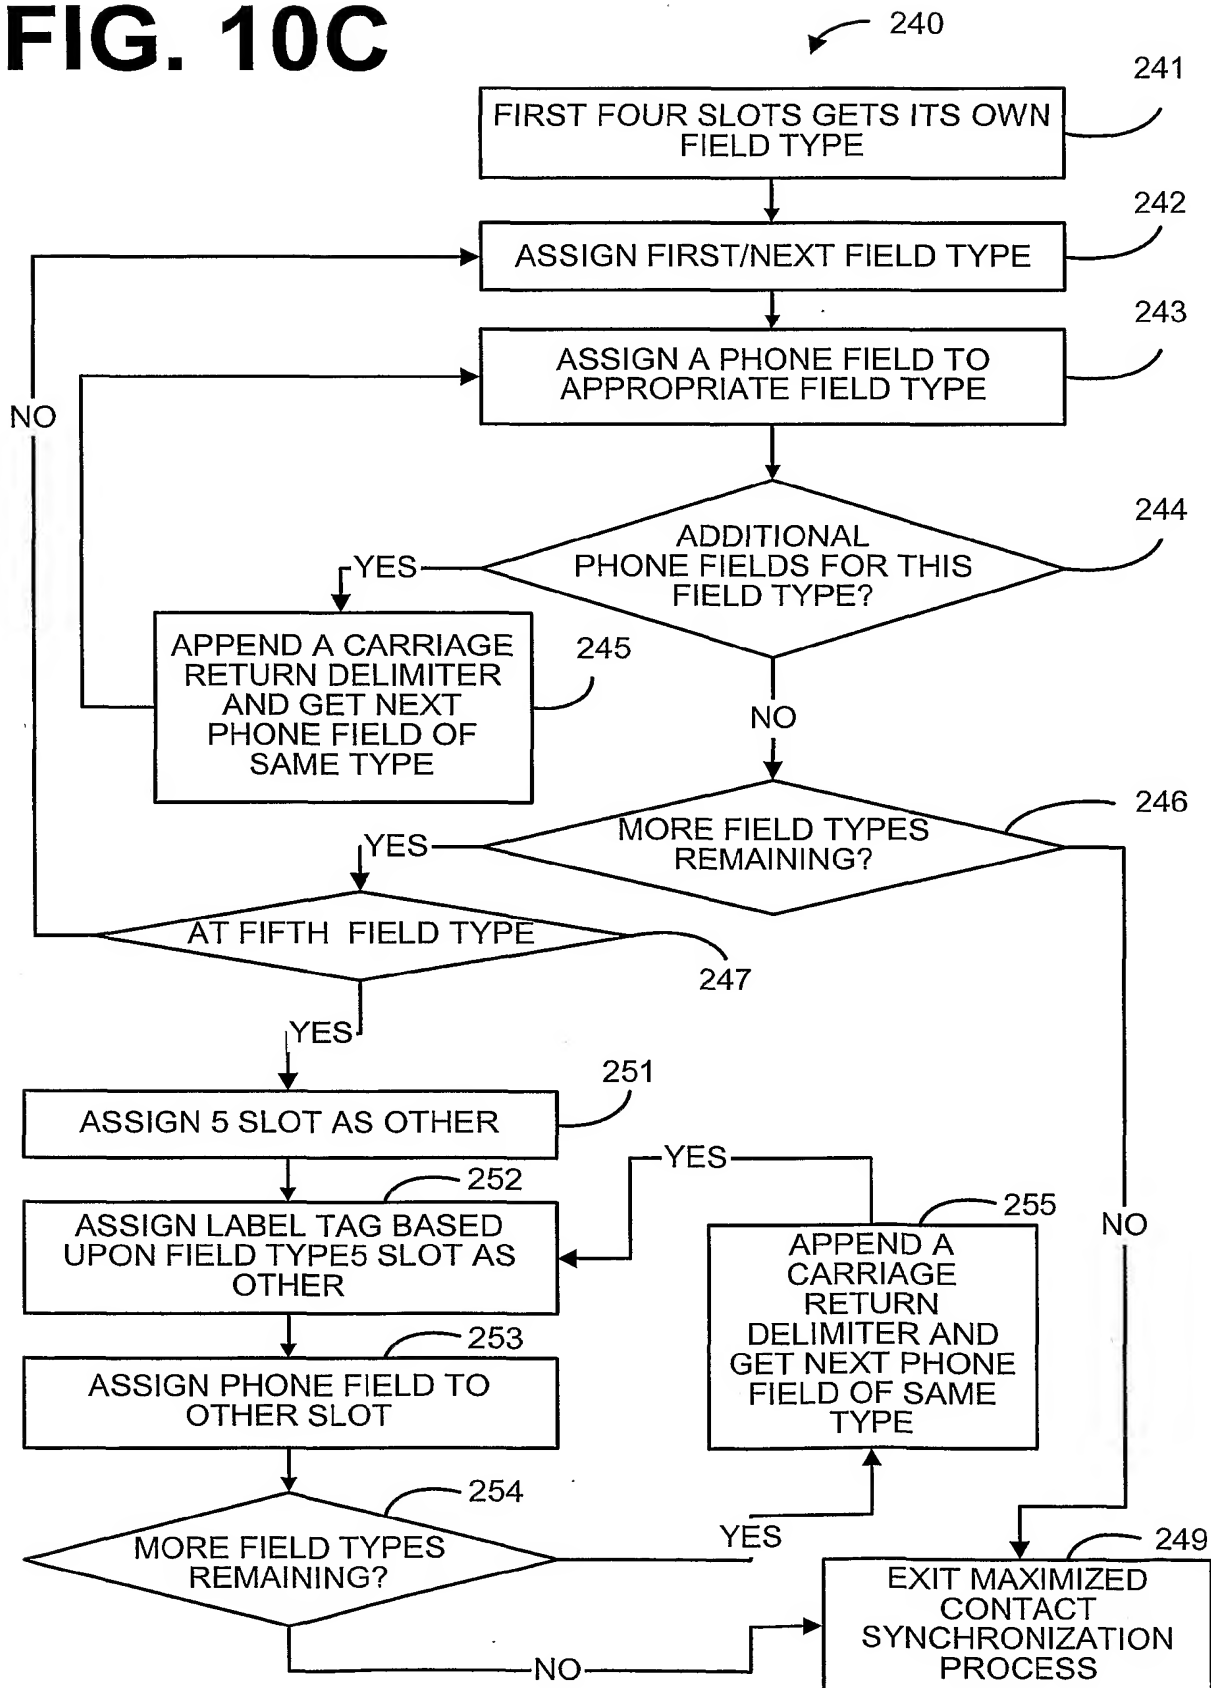 FIG. 10C
240
241
FIRST FOUR SLOTS GETS ITS OWN
FIELD TYPE
242
ASSIGN FIRST/NEXT FIELD TYPE
243
ASSIGN A PHONE FIELD TO
APPROPRIATE FIELD TYPE
NO
244
ADDITIONAL
PHONE FIELDS FOR THIS
FIELD TYPE?
YES
245
APPEND A CARRIAGE
RETURN DELIMITER
AND GET NEXT
PHONE FIELD OF
SAME TYPE
NO
246
MORE FIELD TYPES
REMAINING?
YES
AT FIFTH FIELD TYPE
247
YES
251
ASSIGN 5 SLOT AS OTHER
YES
252
ASSIGN LABEL TAG BASED
UPON FIELD TYPE5 SLOT AS
OTHER
255
APPEND A
CARRIAGE
RETURN
DELIMITER AND
GET NEXT PHONE
FIELD OF SAME
TYPE
NO
253
ASSIGN PHONE FIELD TO
OTHER SLOT
254
MORE FIELD TYPES
REMAINING?
YES
249
EXIT MAXIMIZED
CONTACT
SYNCHRONIZATION
PROCESS
NO